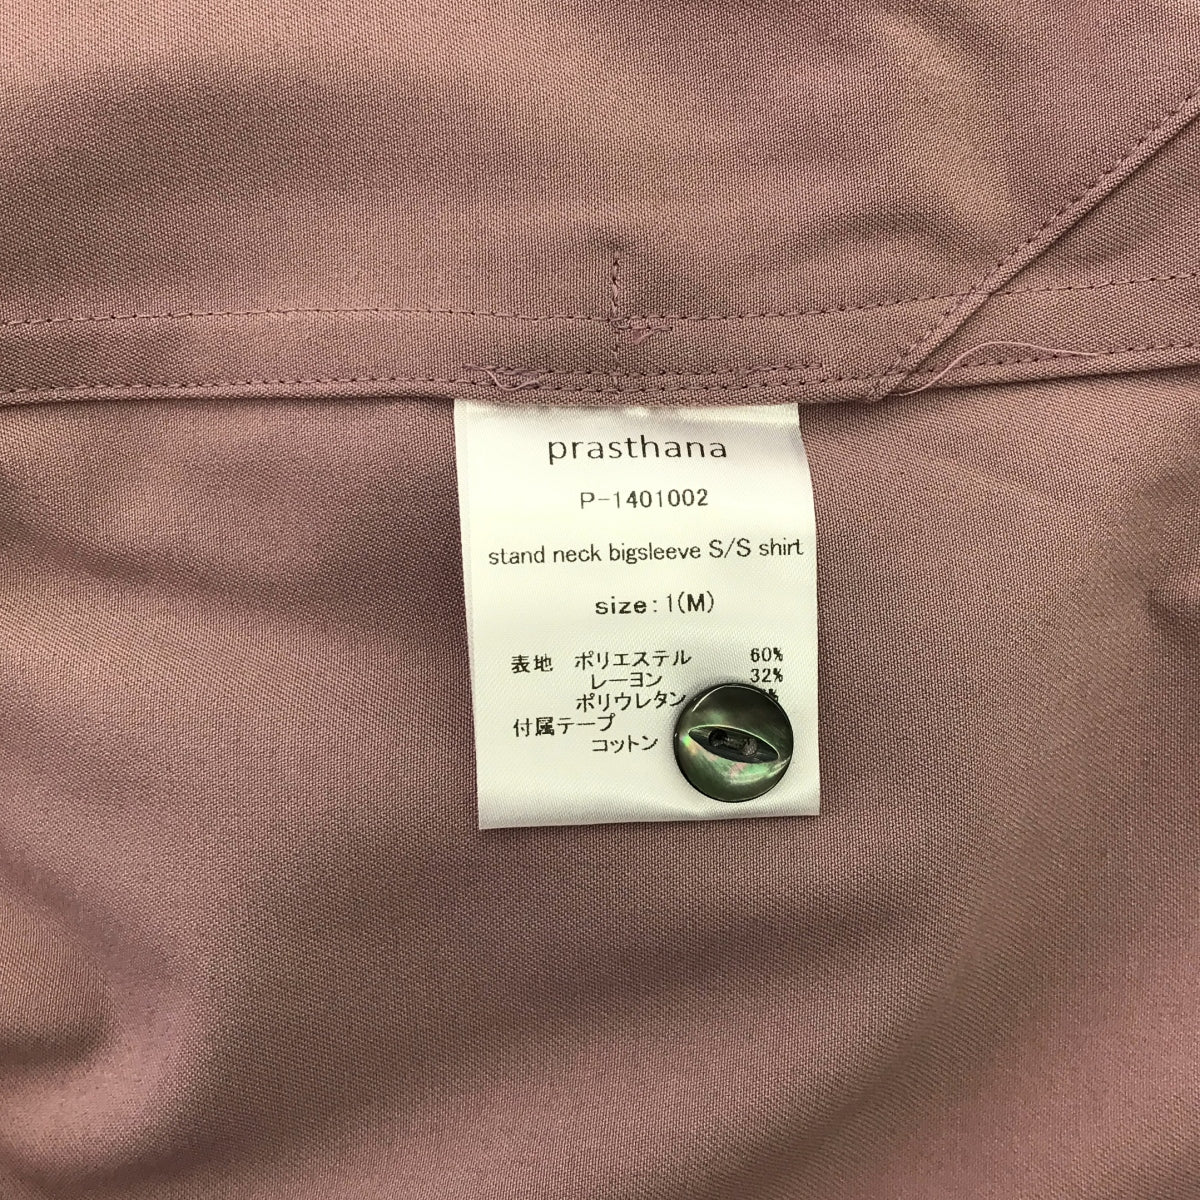 prasthana
P-1401002
stand neck bigsleeve S/S shirt
size:1(M)
表地 ポリエステル 60%
レーヨン 32%
ポリウレタン
付属テープ
コットン